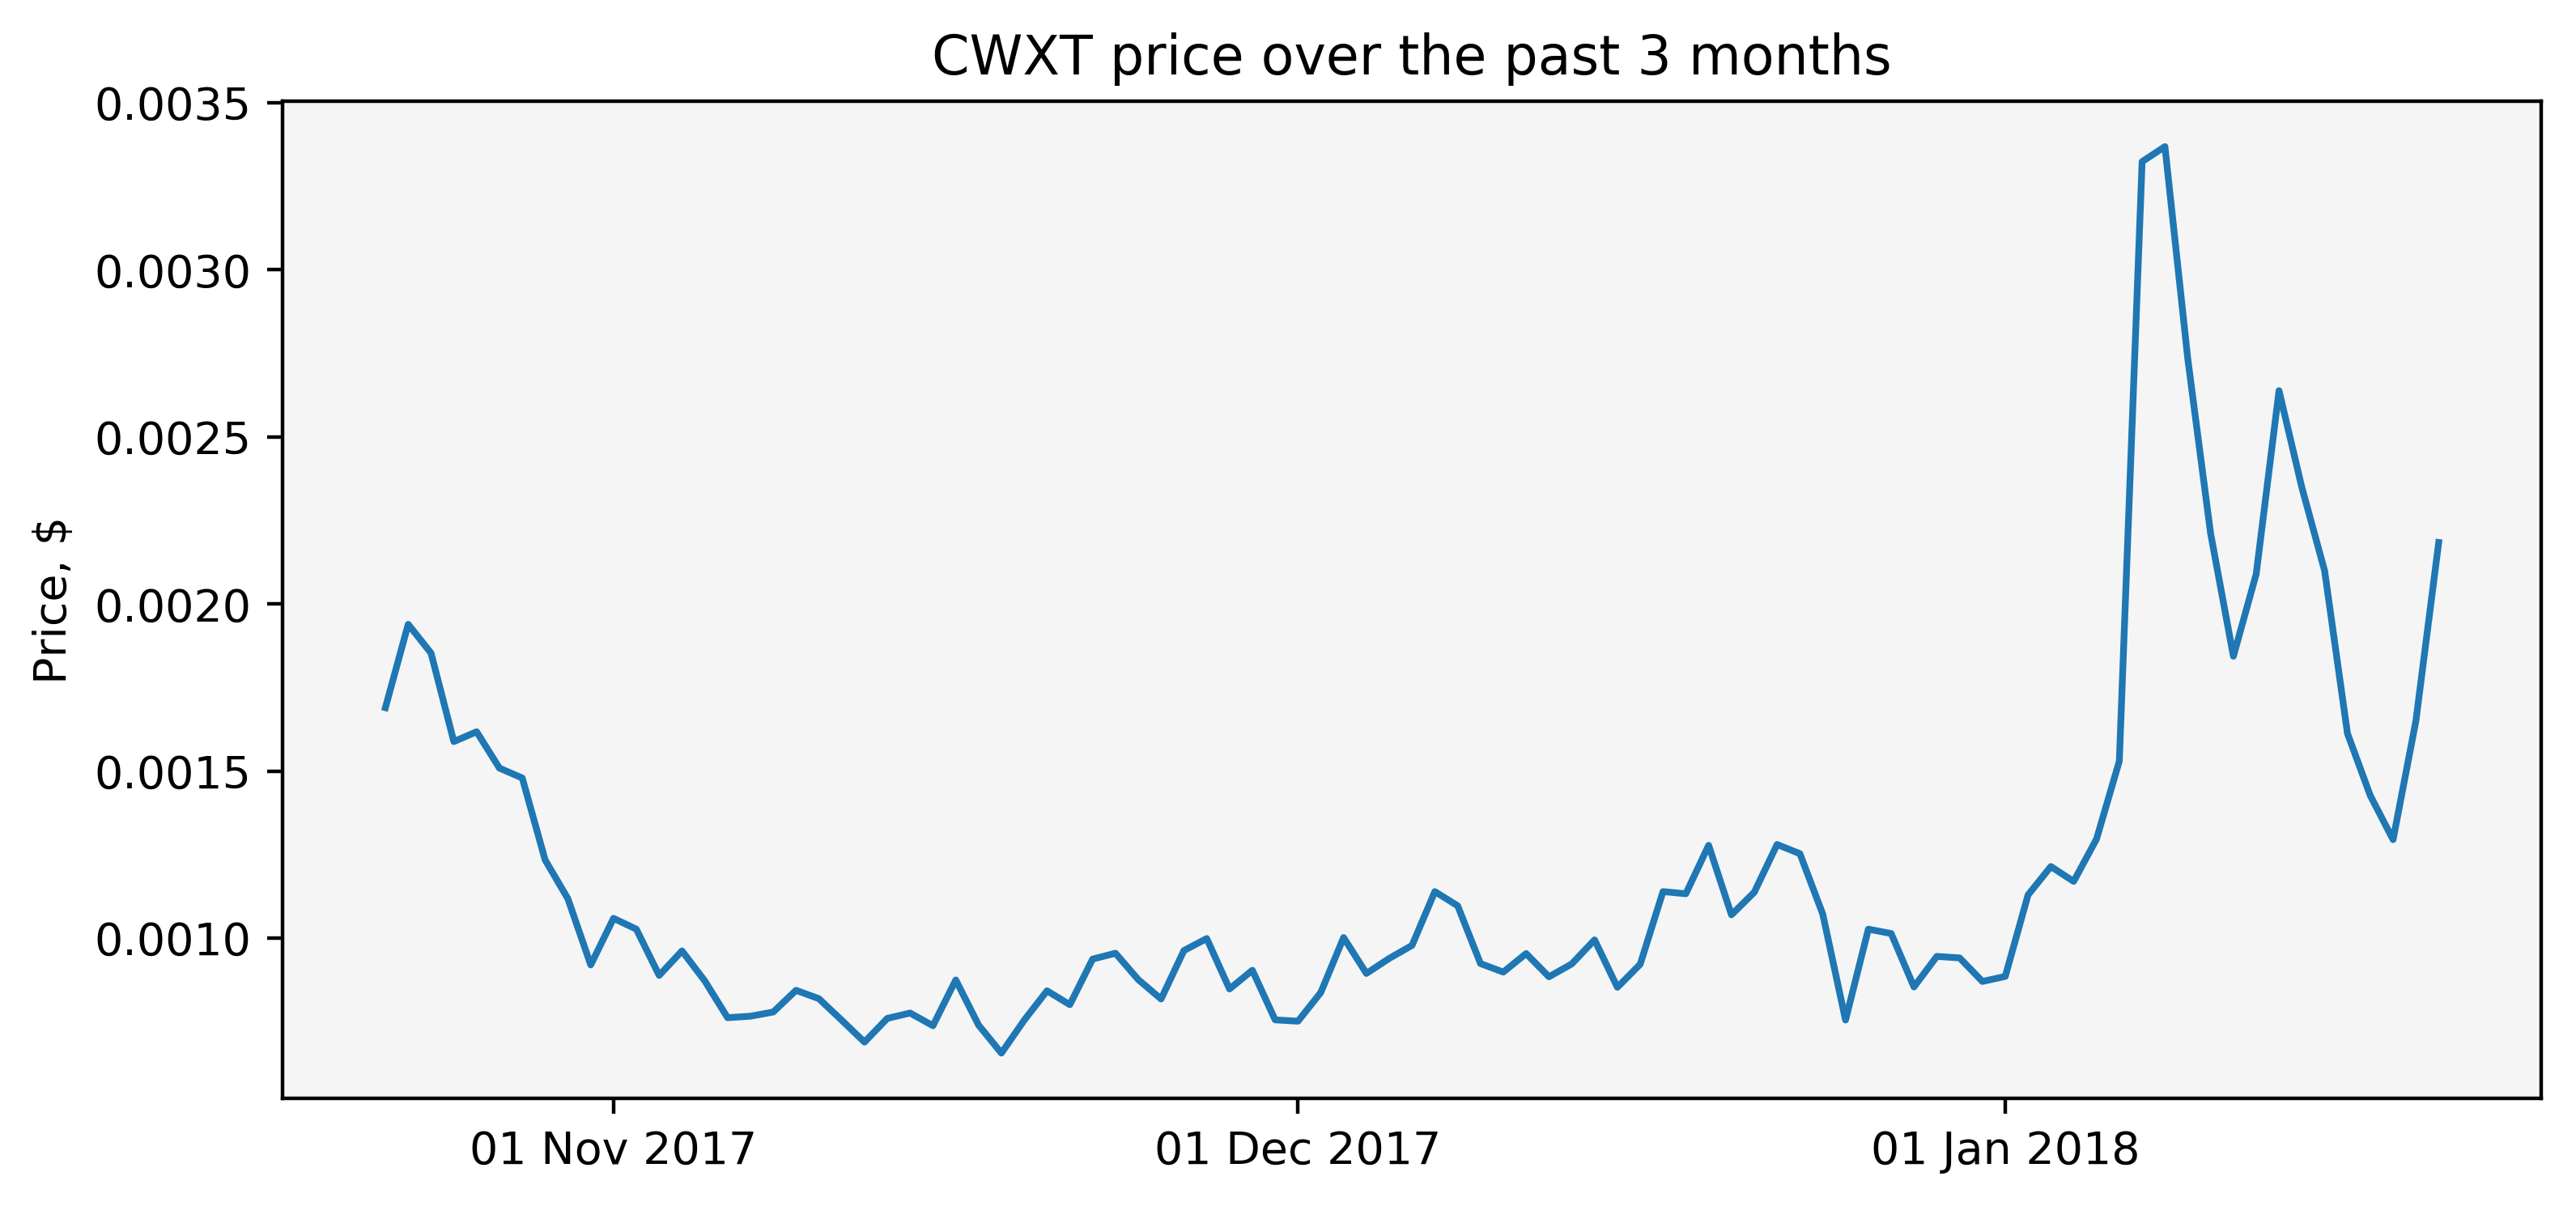 CWXT price over the past 3 months
0.0035
0.0030
0.0025
0.0020
0.0015
0.0010
Price, $
01 Nov 2017
01 Dec 2017
01 Jan 2018